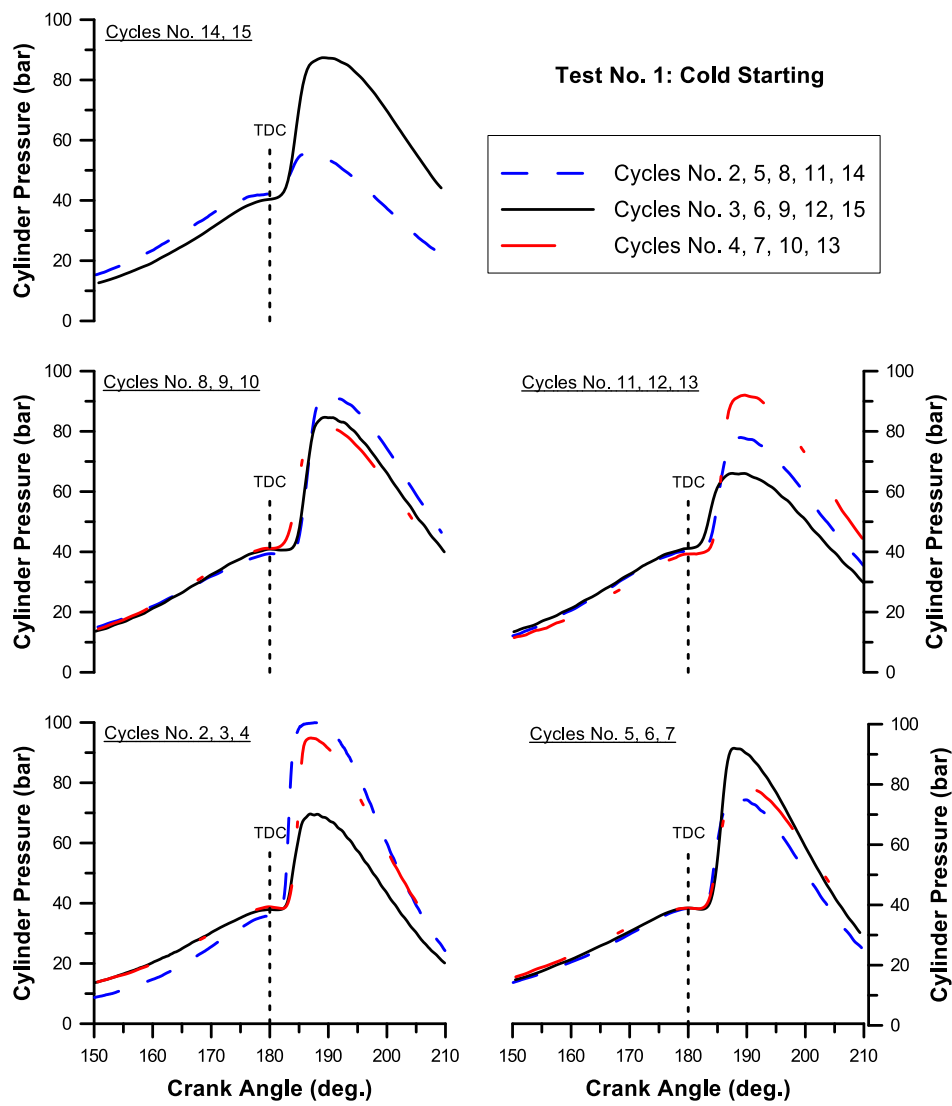 Test No. 1: Cold Starting
Cycles No. 2, 5, 8, 11, 14
Cycles No. 3, 6, 9, 12, 15
Cycles No. 4, 7, 10, 13
Cycles No. 14, 15
TDC
Cylinder Pressure (bar)
100
80
60
40
20
0
Cycles No. 8, 9, 10
TDC
Cylinder Pressure (bar)
100
80
60
40
20
0
Cycles No. 11, 12, 13
TDC
Cylinder Pressure (bar)
100
80
60
40
20
0
Cycles No. 2, 3, 4
TDC
Cylinder Pressure (bar)
100
80
60
40
20
0
150 160 170 180 190 200 210
Crank Angle (deg.)
Cycles No. 5, 6, 7
TDC
Cylinder Pressure (bar)
100
80
60
40
20
0
150 160 170 180 190 200 210
Crank Angle (deg.)